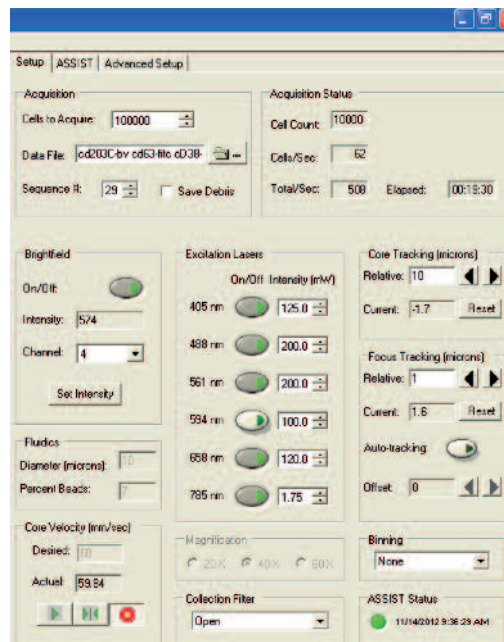 Setup ASSIST Advanced Setup
Acquisition
Cells to Acquire: 100000
Data File: cd203C-bv cd63-fitc cD38-
...
Sequence #: 29 Save Debris
Acquisition Status
Cell Count: 10000
Cells/Sec: 62
Total/Sec: 508 Elapsed: 00:19:30
Brightfield
On/Off:
Intensity: 574
Channel: 4
Set Intensity
Fluidics
Diameter (microns): 10
Percent Beads: 7
Core Velocity (mm/sec)
Desired: 60
Actual: 59.84
Excitation Lasers
On/Off Intensity (mW)
405 nm 125.0
488 nm 200.0
561 nm 200.0
594 nm 100.0
658 nm 120.0
785 nm 1.75
Magnification
20X 40X 60X
Collection Filter
Open
Core Tracking (microns)
Relative: 10
Current: -1.7 Reset
Focus Tracking (microns)
Relative: 1
Current: 1.6 Reset
Auto-tracking:
Offset: 0
Binning
None
ASSIST Status
11/14/2012 9:36:29 AM